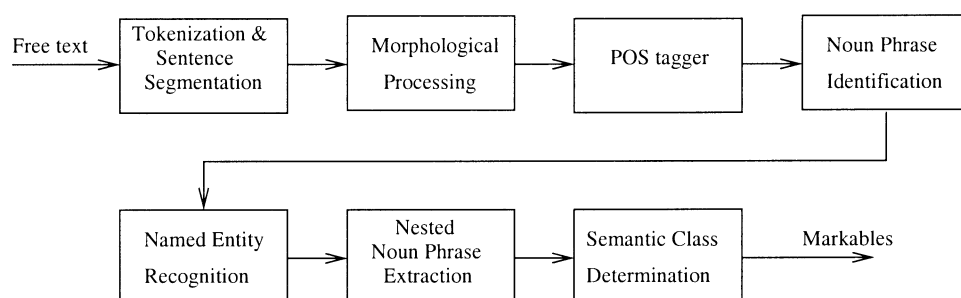 Free text
Tokenization &
Sentence
Segmentation
Morphological
Processing
POS tagger
Noun Phrase
Identification
Named Entity
Recognition
Nested
Noun Phrase
Extraction
Semantic Class
Determination
Markables